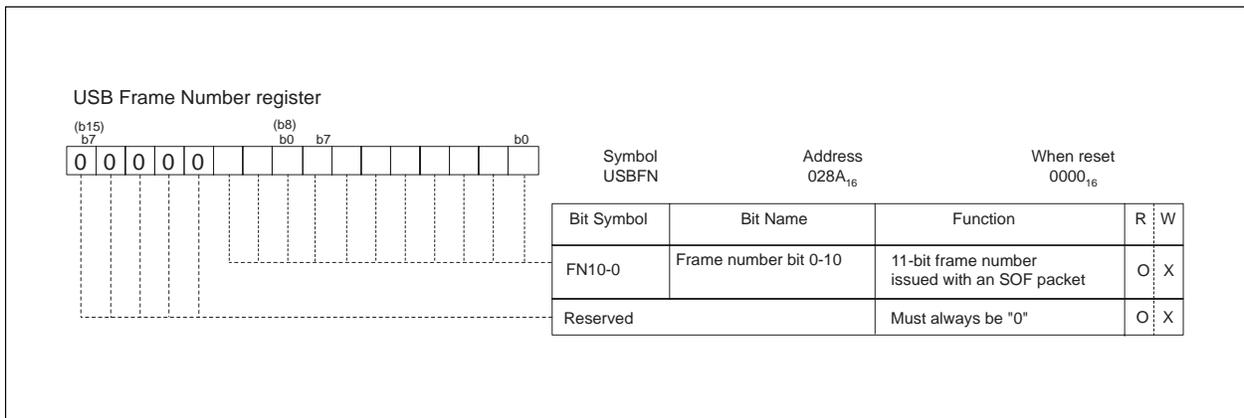 USB Frame Number register
(b15) (b8)
b7 b0 b7 b0
0 0 0 0 0
Symbol Address When reset
USBFN 028A₁₆ 0000₁₆
Bit Symbol Bit Name Function R W
FN10-0 Frame number bit 0-10 11-bit frame number
issued with an SOF packet O X
Reserved Must always be "0" O X